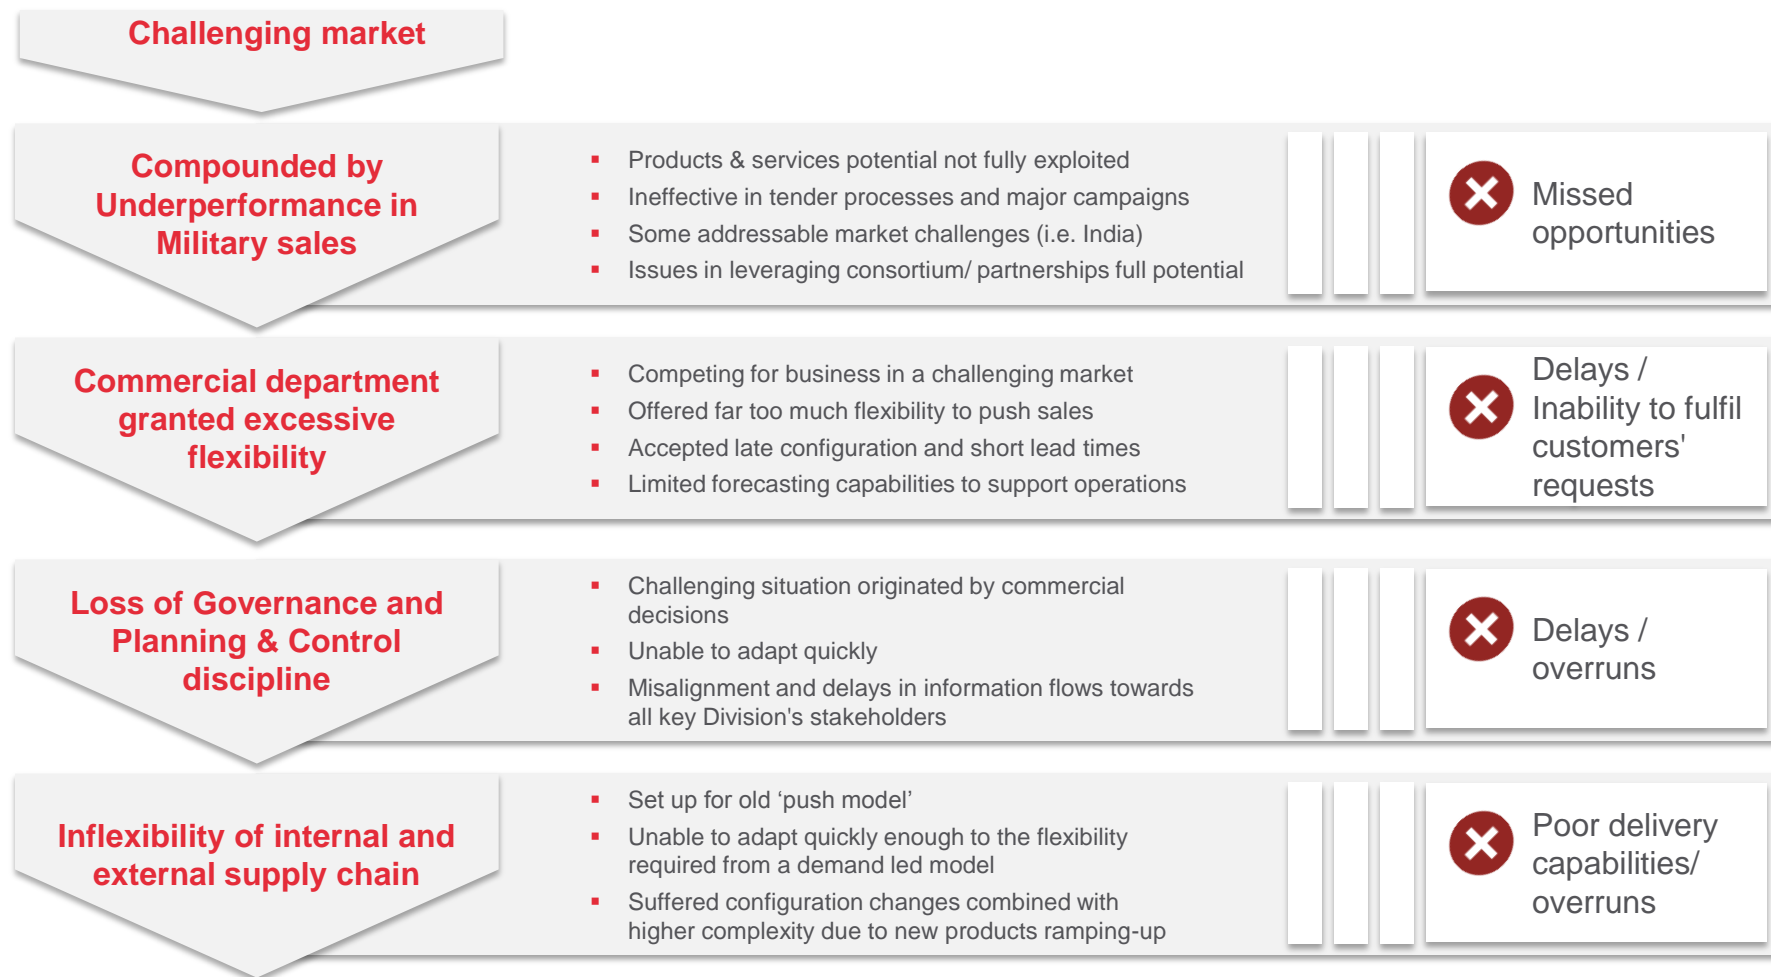 Challenging market
Compounded by
Underperformance in
Military sales
▪ Products & services potential not fully exploited
▪ Ineffective in tender processes and major campaigns
▪ Some addressable market challenges (i.e. India)
▪ Issues in leveraging consortium/ partnerships full potential
Missed
opportunities
Commercial department
granted excessive
flexibility
▪ Competing for business in a challenging market
▪ Offered far too much flexibility to push sales
▪ Accepted late configuration and short lead times
▪ Limited forecasting capabilities to support operations
Delays /
Inability to fulfil
customers'
requests
Loss of Governance and
Planning & Control
discipline
▪ Challenging situation originated by commercial
decisions
▪ Unable to adapt quickly
▪ Misalignment and delays in information flows towards
all key Division's stakeholders
Delays /
overruns
Inflexibility of internal and
external supply chain
▪ Set up for old ‘push model’
▪ Unable to adapt quickly enough to the flexibility
required from a demand led model
▪ Suffered configuration changes combined with
higher complexity due to new products ramping-up
Poor delivery
capabilities/
overruns